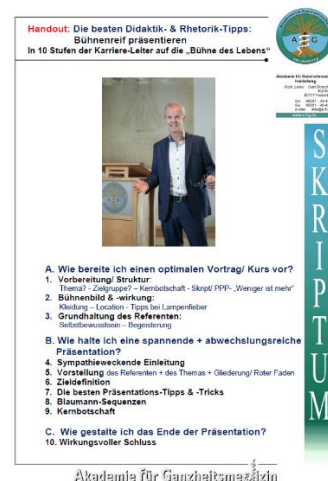 Handout: Die besten Didaktik- & Rhetorik-Tipps:
Bühnenreif präsentieren
In 10 Stufen der Karriere-Leiter auf die „Bühne des Lebens“
A. Wie bereite ich einen optimalen Vortrag/ Kurs vor?
1. Vorbereitung/ Struktur:
Thema? - Zielgruppe? – Kernbotschaft - Skript/ PPP- „Weniger ist mehr“
2. Bühnenbild & -wirkung:
Kleidung – Location - Tipps bei Lampenfieber
3. Grundhaltung des Referenten:
Selbstbewusstsein – Begeisterung
B. Wie halte ich eine spannende + abwechslungsreiche
Präsentation?
4. Sympathieweckende Einleitung
5. Vorstellung des Referenten + des Themas + Gliederung/ Roter Faden
6. Zieldefinition
7. Die besten Präsentations-Tipps & -Tricks
8. Blaumann-Sequenzen
9. Kernbotschaft
C. Wie gestalte ich das Ende der Präsentation?
10. Wirkungsvoller Schluss
A G
SKRIPTUM
Akademie für Ganzheitsmedizin